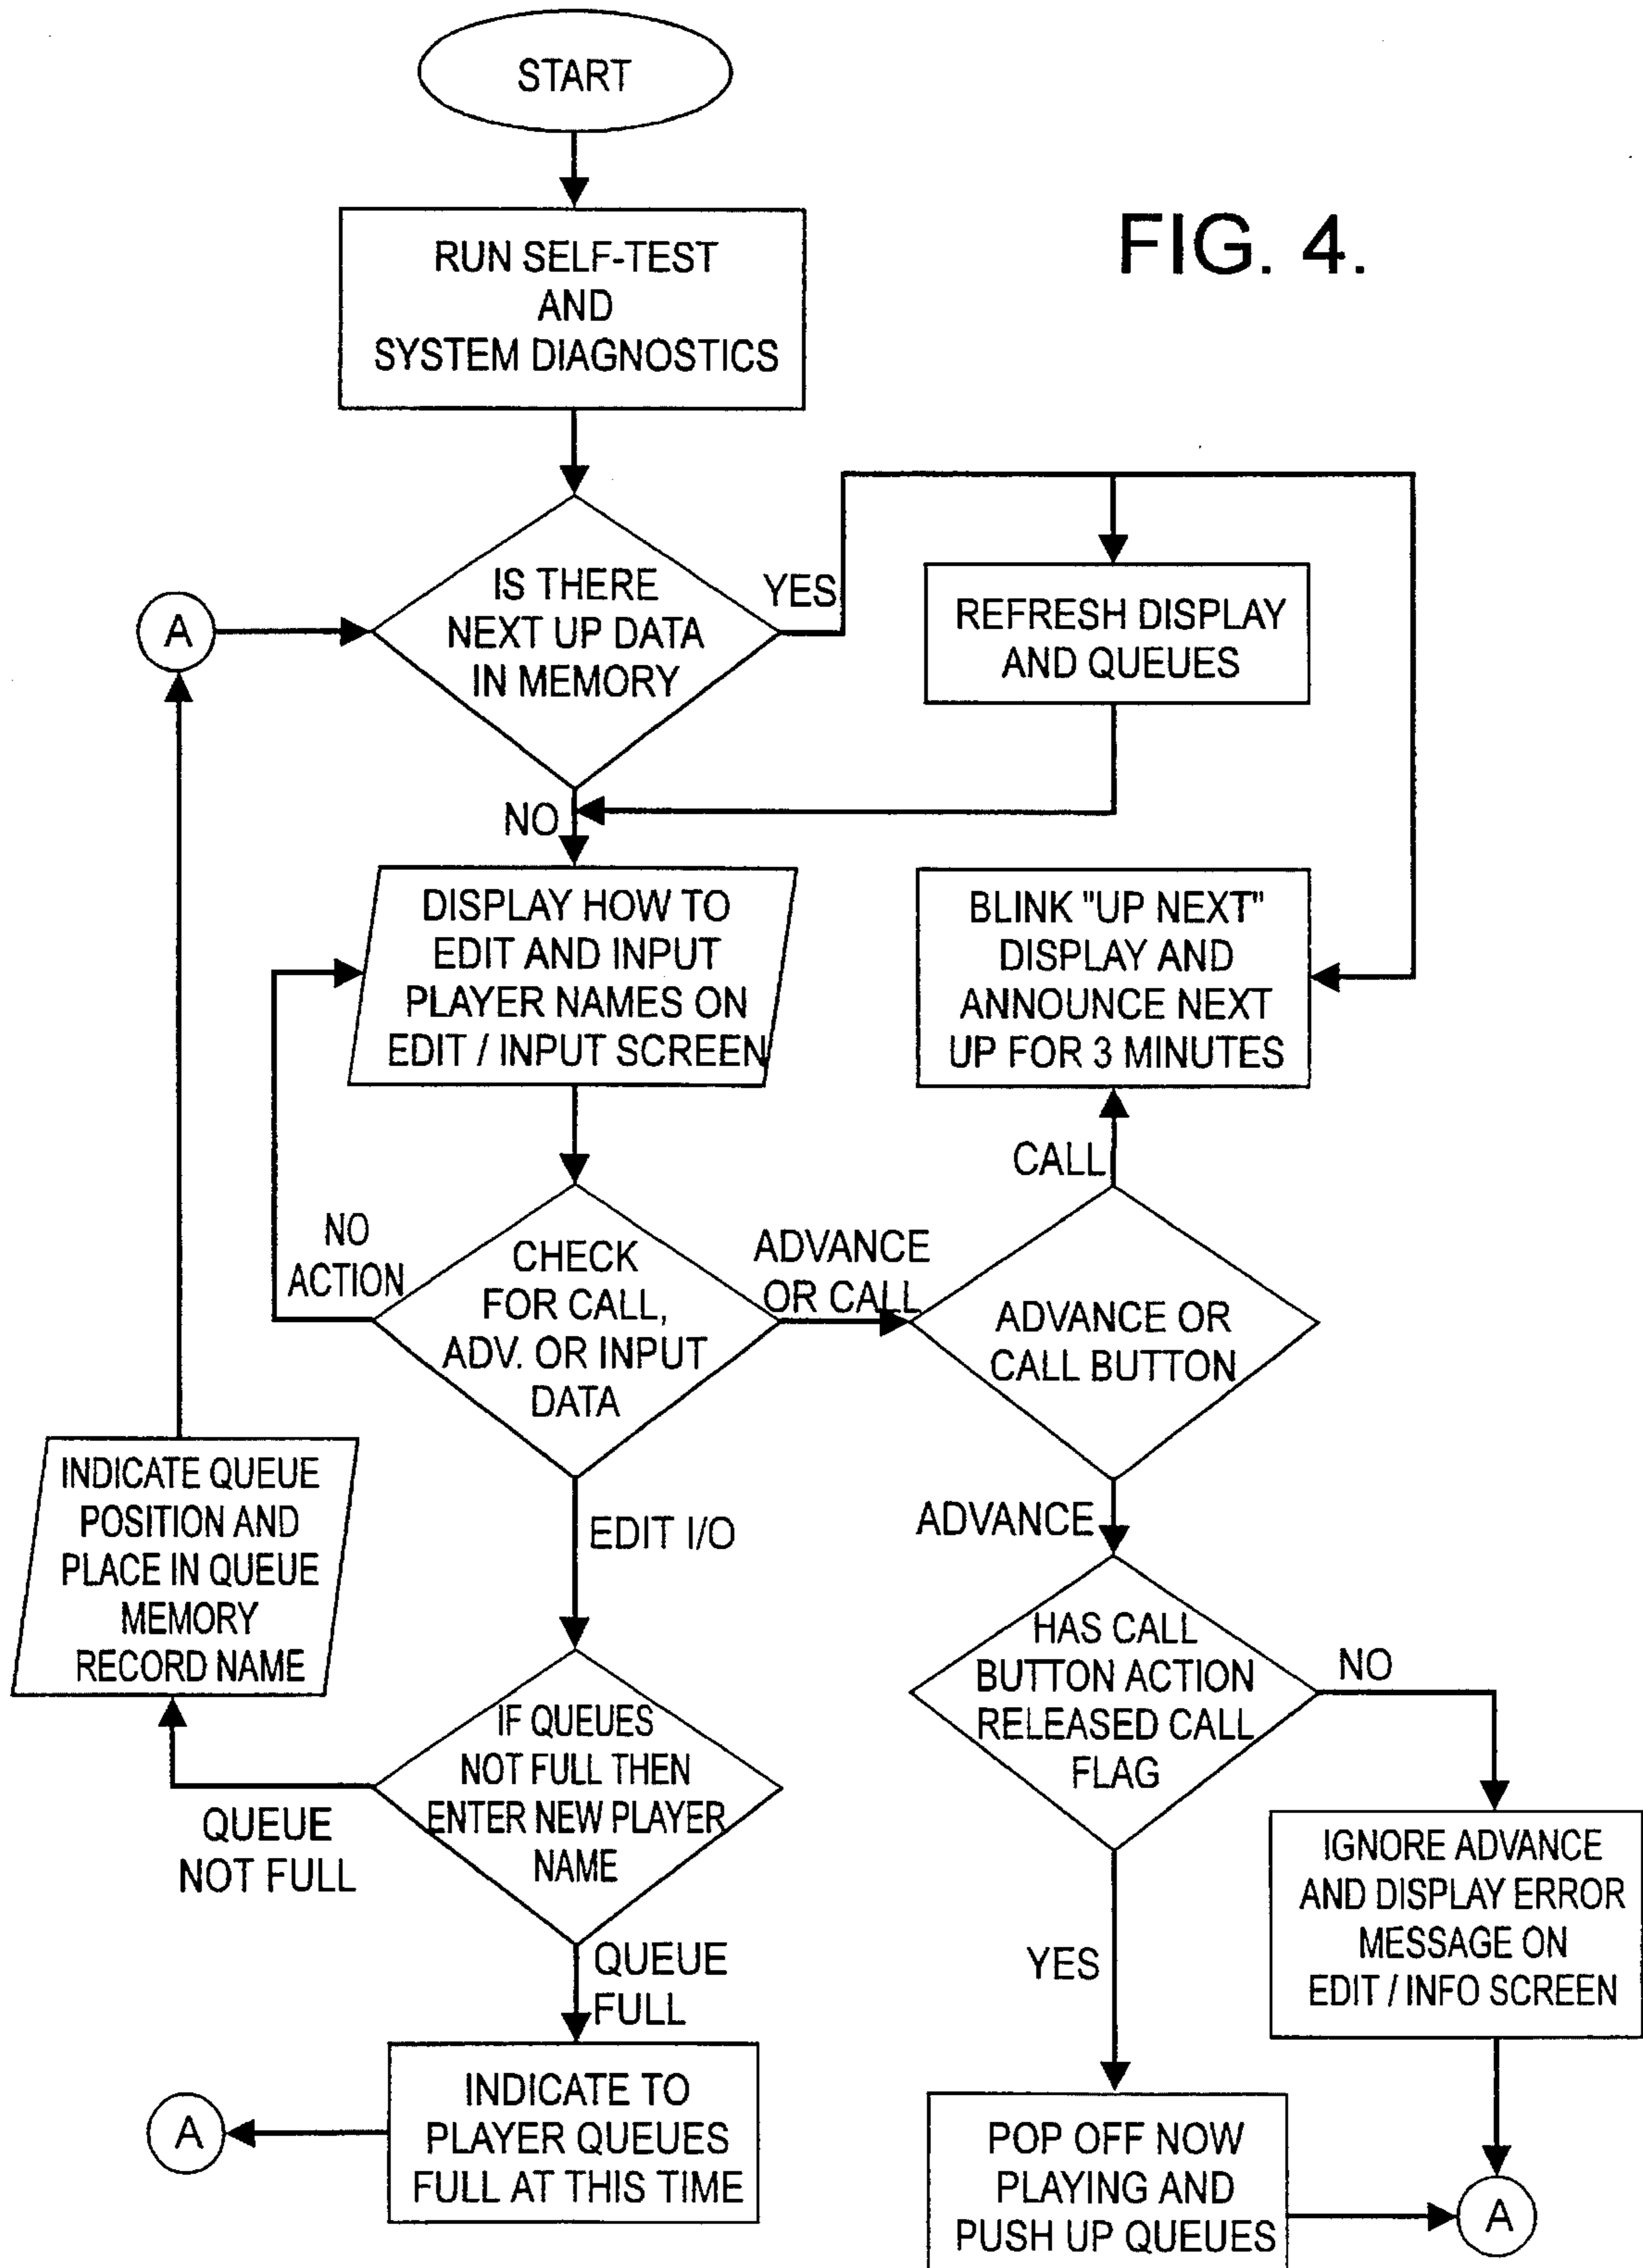 START
FIG. 4.
RUN SELF-TEST
AND
SYSTEM DIAGNOSTICS
IS THERE
NEXT UP DATA
IN MEMORY
YES
A
REFRESH DISPLAY
AND QUEUES
NO
DISPLAY HOW TO
EDIT AND INPUT
PLAYER NAMES ON
EDIT / INPUT SCREEN
BLINK "UP NEXT"
DISPLAY AND
ANNOUNCE NEXT
UP FOR 3 MINUTES
CALL
NO
ACTION
CHECK
FOR CALL,
ADV. OR INPUT
DATA
ADVANCE
OR CALL
ADVANCE OR
CALL BUTTON
INDICATE QUEUE
POSITION AND
PLACE IN QUEUE
MEMORY
RECORD NAME
EDIT I/O
ADVANCE
HAS CALL
BUTTON ACTION
RELEASED CALL
FLAG
NO
IF QUEUES
NOT FULL THEN
ENTER NEW PLAYER
NAME
QUEUE
NOT FULL
IGNORE ADVANCE
AND DISPLAY ERROR
MESSAGE ON
EDIT / INFO SCREEN
QUEUE
FULL
YES
INDICATE TO
PLAYER QUEUES
FULL AT THIS TIME
A
POP OFF NOW
PLAYING AND
PUSH UP QUEUES
A